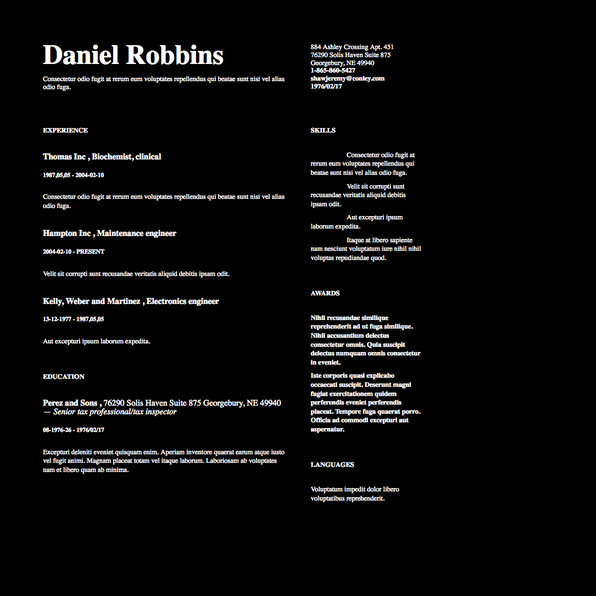 Daniel Robbins
Consectetur odio fugit at rerum eum voluptates repellendus qui beatae sunt nisi vel alias
odio fuga.
EXPERIENCE
Thomas Inc , Biochemist, clinical
1987,05,05 - 2004-02-10
Consectetur odio fugit at rerum eum voluptates repellendus qui beatae sunt nisi vel alias
odio fuga.
Hampton Inc , Maintenance engineer
2004-02-10 - PRESENT
Velit sit corrupti sunt recusandae veritatis aliquid debitis ipsam odit.
Kelly, Weber and Martinez , Electronics engineer
13-12-1977 - 1987,05,05
Aut excepturi ipsum laborum expedita.
EDUCATION
Perez and Sons , 76290 Solis Haven Suite 875 Georgebury, NE 49940
— Senior tax professional/tax inspector
08-1976-26 - 1976/02/17
Excepturi deleniti eveniet quisquam enim. Aperiam inventore quaerat earum atque iusto
vel fugit animi. Magnam placeat totam vel itaque laborum. Laboriosam ab voluptates
nam et libero quam ab minima.
884 Ashley Crossing Apt. 451
76290 Solis Haven Suite 875
Georgebury, NE 49940
1-865-860-5427
shawjeremy@conley.com
1976/02/17
SKILLS
Consectetur odio fugit at
rerum eum voluptates repellendus qui
beatae sunt nisi vel alias odio fuga.
Velit sit corrupti sunt
recusandae veritatis aliquid debitis
ipsam odit.
Aut excepturi ipsum
laborum expedita.
Itaque at libero sapiente
nam nesciunt voluptatum iure nihil nihil
voluptas repudiandae quod.
AWARDS
Nihil recusandae similique
reprehenderit ad ut fuga similique.
Nihil accusantium delectus
consectetur omnis. Quia suscipit
delectus numquam omnis consectetur
in eveniet.
Iste corporis quasi explicabo
occaecati suscipit. Deserunt magni
fugiat exercitationem quidem
perferendis eveniet perferendis
placeat. Tempore fuga quaerat porro.
Officia ad commodi excepturi aut
aspernatur.
LANGUAGES
Voluptatum impedit dolor libero
voluptatibus reprehenderit.